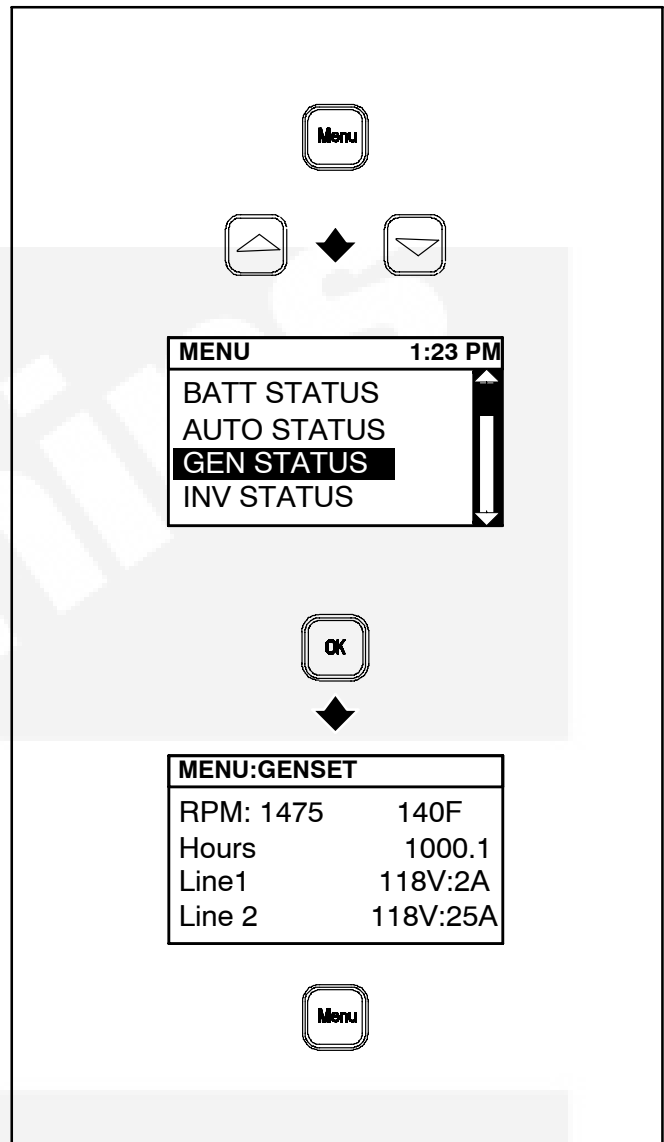 Menu
MENU 1:23 PM
BATT STATUS
AUTO STATUS
GEN STATUS
INV STATUS
OK
MENU:GENSET
RPM: 1475 140F
Hours 1000.1
Line1 118V:2A
Line 2 118V:25A
Menu